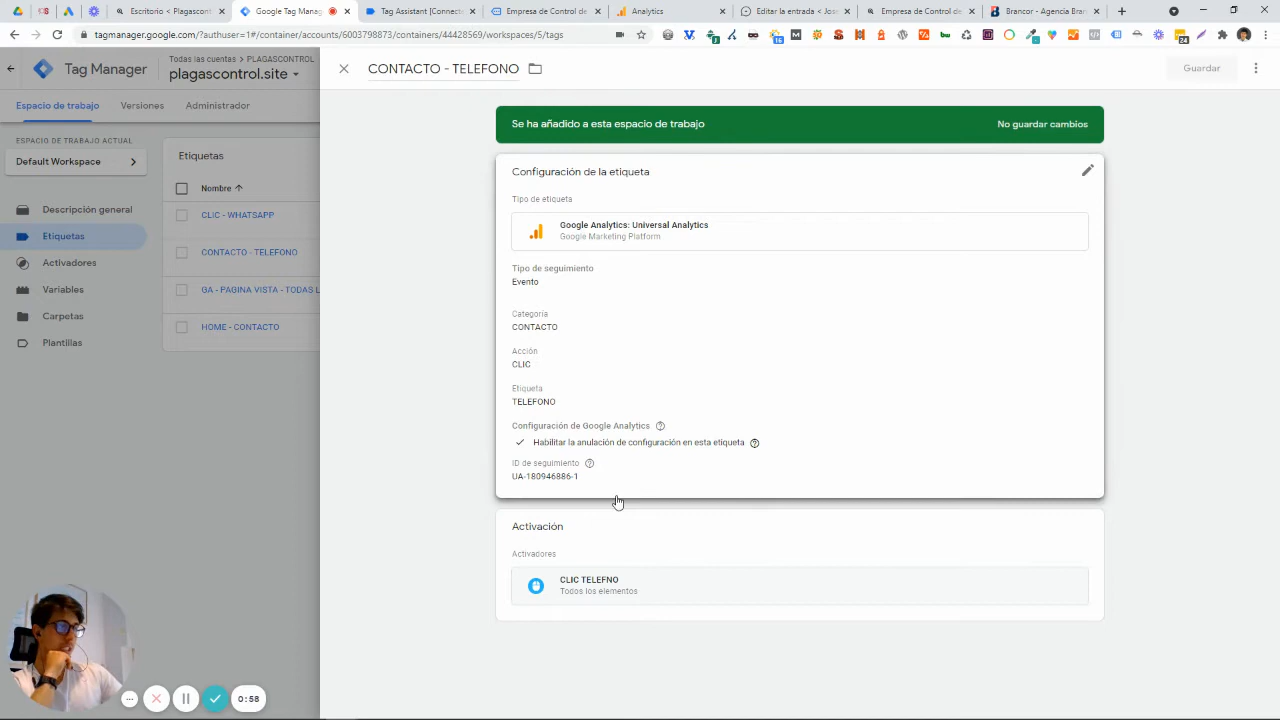 Escritorio < Plagascont
Google Tag Man
Tag Assistant [Connecte
Empresa de Control de
Analytics
Editar la entrada < Jose
Empresa de Control de
Brancor - Agencia Branc
tagmanager.google.com/?authuser=1#/container/accounts/6003798873/containers/44428569/workspaces/5/tags
Tag Manager
Todas las cuentas > PLAGASCONTROL
plagascontrol.site
CONTACTO - TELEFONO
Guardar
Espacio de trabajo
Versiones
Administrador
ESPACIO DE TRABAJO ACTUAL
Default Workspace
Descripción general
Etiquetas
Activadores
Variables
Carpetas
Plantillas
Etiquetas
Nombre
CLIC - WHATSAPP
CONTACTO - TELEFONO
GA - PAGINA VISTA - TODAS L
HOME - CONTACTO
Se ha añadido a esta espacio de trabajo
No guardar cambios
Configuración de la etiqueta
Tipo de etiqueta
Google Analytics: Universal Analytics
Google Marketing Platform
Tipo de seguimiento
Evento
Categoría
CONTACTO
Acción
CLIC
Etiqueta
TELEFONO
Configuración de Google Analytics
Habilitar la anulación de configuración en esta etiqueta
ID de seguimiento
UA-180946886-1
Activación
Activadores
CLIC TELEFNO
Todos los elementos
0:58